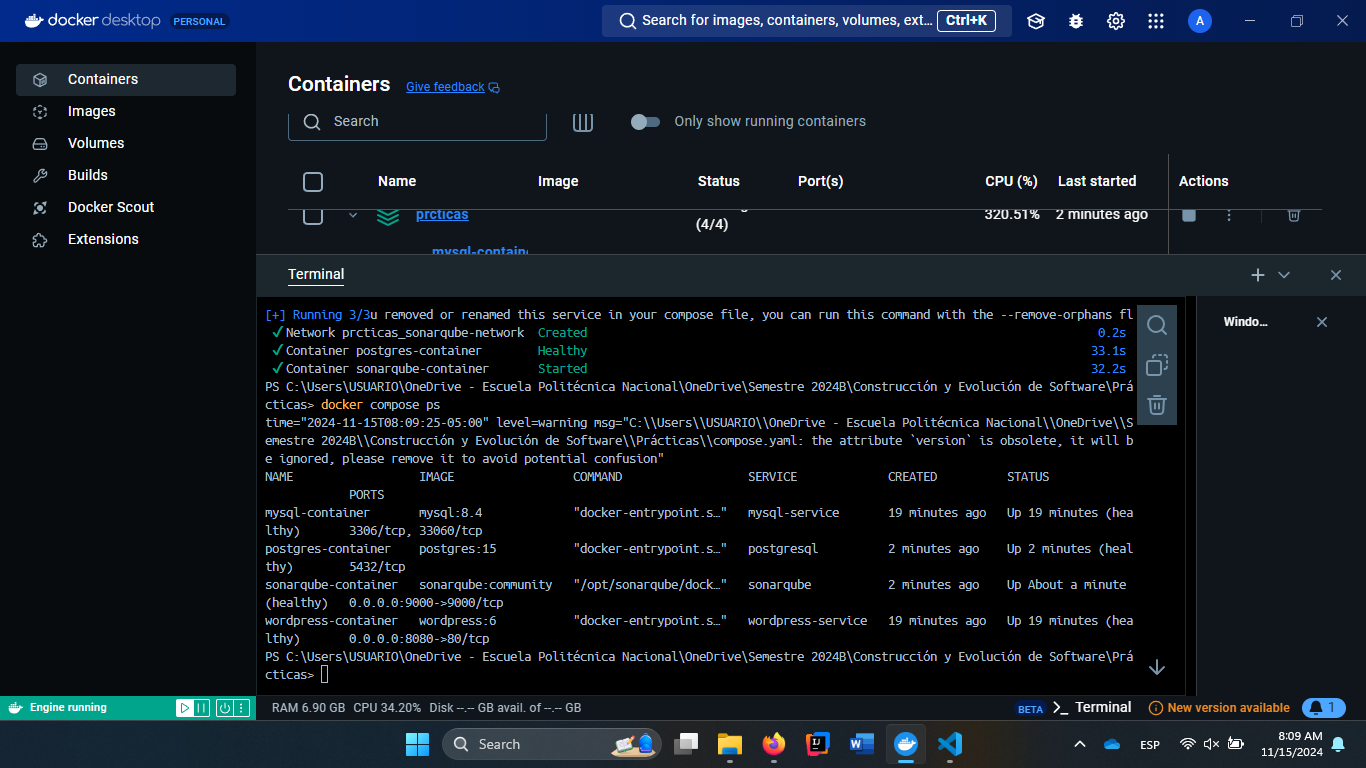 docker desktop PERSONAL
Search for images, containers, volumes, ext... Ctrl+K
A
Containers
Images
Volumes
Builds
Docker Scout
Extensions
Containers Give feedback
Search
Only show running containers
Name Image Status Port(s) CPU (%) Last started Actions
prcticas (4/4) 320.51% 2 minutes ago
mysql-contain
Terminal
Windo...
[+] Running 3/3u removed or renamed this service in your compose file, you can run this command with the --remove-orphans fl
✔Network prcticas_sonarqube-network Created 0.2s
✔Container postgres-container Healthy 33.1s
✔Container sonarqube-container Started 32.2s
PS C:\Users\USUARIO\OneDrive - Escuela Politécnica Nacional\OneDrive\Semestre 2024B\Construcción y Evolución de Software\Prá
cticas> docker compose ps
time="2024-11-15T08:09:25-05:00" level=warning msg="C:\\Users\\USUARIO\\OneDrive - Escuela Politécnica Nacional\\OneDrive\\S
emestre 2024B\\Construcción y Evolución de Software\\Prácticas\\compose.yaml: the attribute `version` is obsolete, it will b
e ignored, please remove it to avoid potential confusion"
NAME IMAGE COMMAND SERVICE CREATED STATUS
PORTS
mysql-container mysql:8.4 "docker-entrypoint.s…" mysql-service 19 minutes ago Up 19 minutes (hea
lthy) 3306/tcp, 33060/tcp
postgres-container postgres:15 "docker-entrypoint.s…" postgresql 2 minutes ago Up 2 minutes (heal
thy) 5432/tcp
sonarqube-container sonarqube:community "/opt/sonarqube/dock…" sonarqube 2 minutes ago Up About a minute
(healthy) 0.0.0.0:9000->9000/tcp
wordpress-container wordpress:6 "docker-entrypoint.s…" wordpress-service 19 minutes ago Up 19 minutes (hea
lthy) 0.0.0.0:8080->80/tcp
PS C:\Users\USUARIO\OneDrive - Escuela Politécnica Nacional\OneDrive\Semestre 2024B\Construcción y Evolución de Software\Prá
cticas>
Engine running
RAM 6.90 GB CPU 34.20% Disk --.-- GB avail. of --.-- GB
BETA >_ Terminal
New version available
1
Search
ESP
8:09 AM
11/15/2024